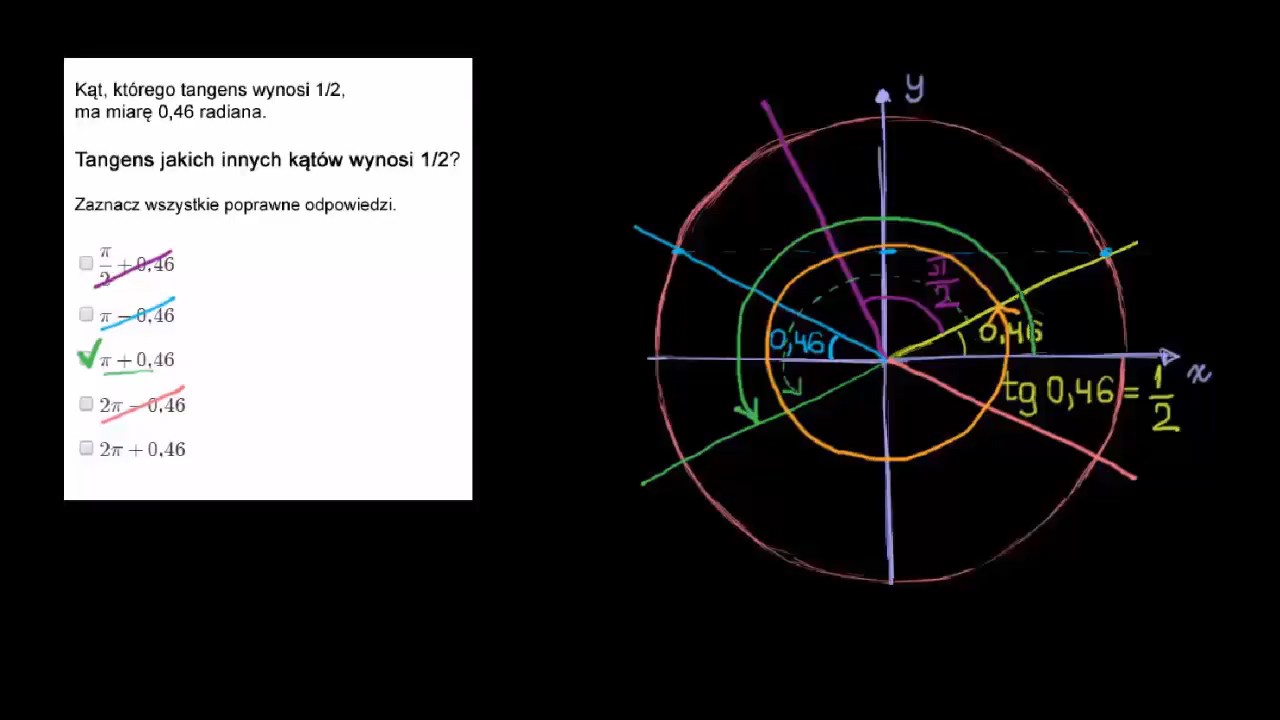 Kąt, którego tangens wynosi 1/2,
ma miarę 0,46 radiana.
Tangens jakich innych kątów wynosi 1/2?
Zaznacz wszystkie poprawne odpowiedzi.
π/2 + 0,46
π − 0,46
π + 0,46
2π − 0,46
2π + 0,46
y
π/2
0,46
0,46
x
tg 0,46 = 1/2